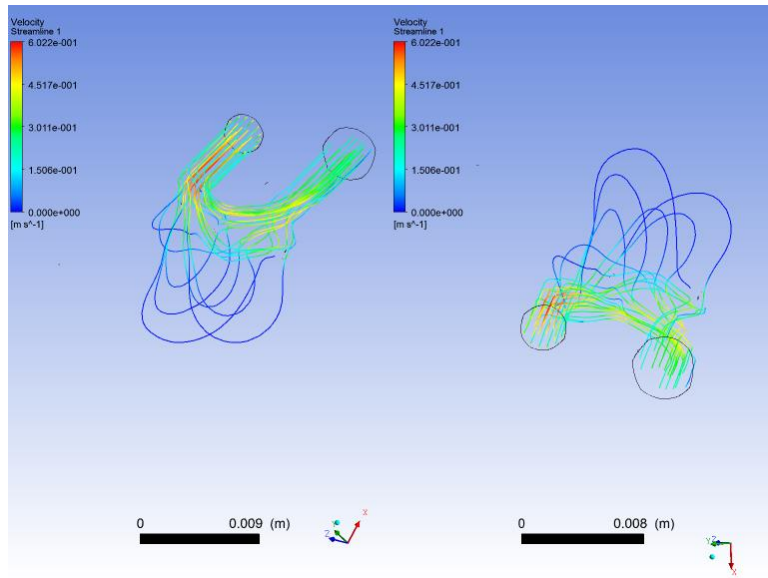 Velocity
Streamline 1
6.022e-001
4.517e-001
3.011e-001
1.506e-001
0.000e+000
[m s^-1]
0 0.009 (m)
X
Y
Z
Velocity
Streamline 1
6.022e-001
4.517e-001
3.011e-001
1.506e-001
0.000e+000
[m s^-1]
0 0.008 (m)
YZ
X